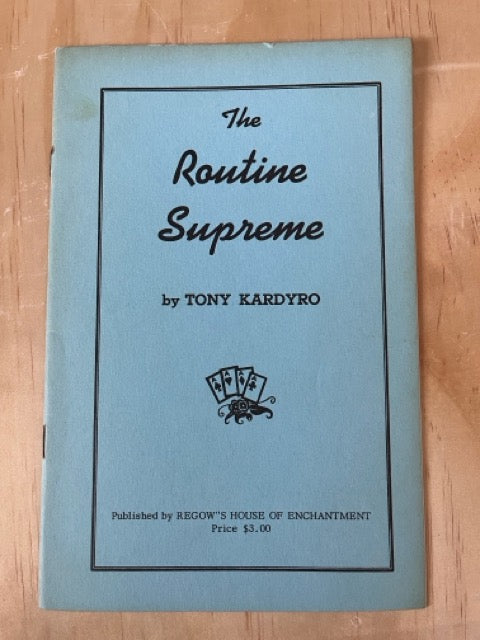 The
Routine
Supreme
by TONY KARDYRO
A A A A
Published by REGOW"S HOUSE OF ENCHANTMENT
Price $3.00